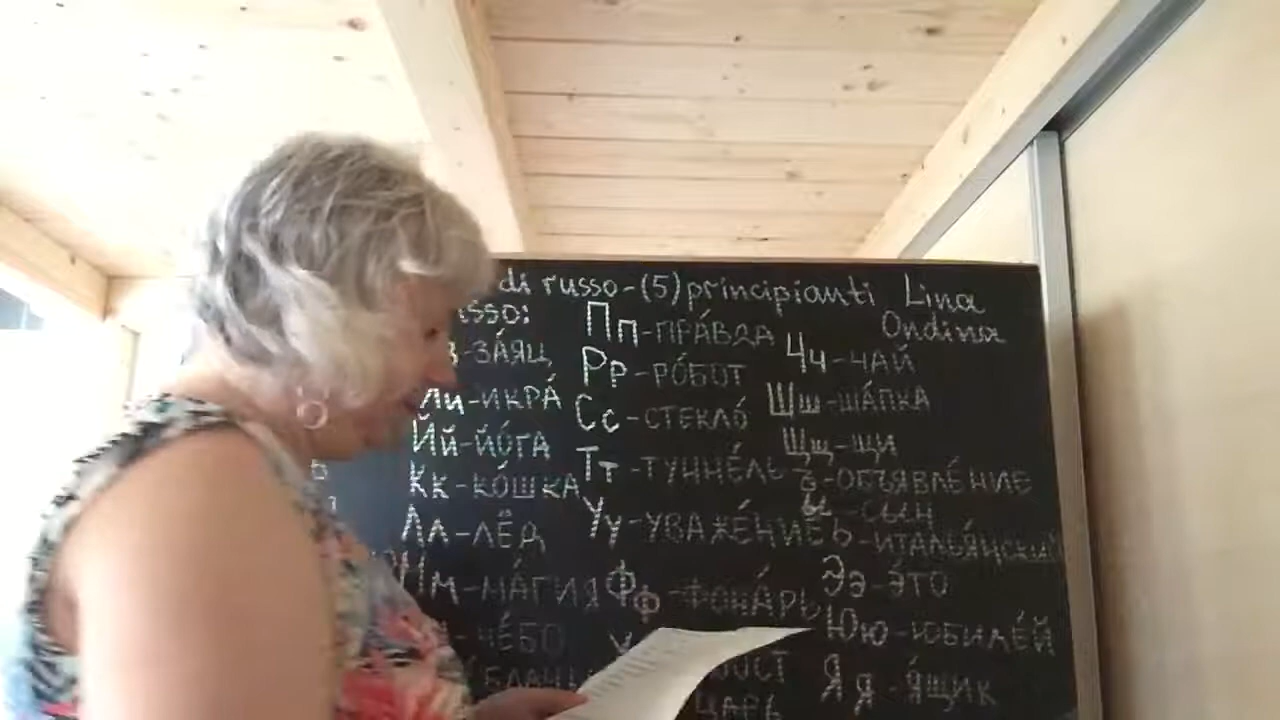 di russo-(5)principianti Lina
Ondina
sso:
-ЗА́ЯЦ
Ии-ИКРА́
Йй-ЙО́ГА
Кк-КО́ШКА
Лл-ЛЁД
Мм-МА́ГИЯ
-НЕ́БО
Пп-ПРА́ВДА
Рр-РО́БОТ
Сс-СТЕКЛО́
Тт-ТУННЕ́ЛЬ
Уу-УВАЖЕ́НИЕ
Фф-ФОНА́РЬ
ЦАРЬ
Чч-ЧАЙ
Шш-ША́ПКА
Щщ-ЩИ
ъ-ОБЪЯВЛЕ́НИЕ
ы-СЫН
ь-ИТАЛЬЯ́НСКИЙ
Ээ-Э́ТО
Юю-ЮБИЛЕ́Й
Яя-Я́ЩИК